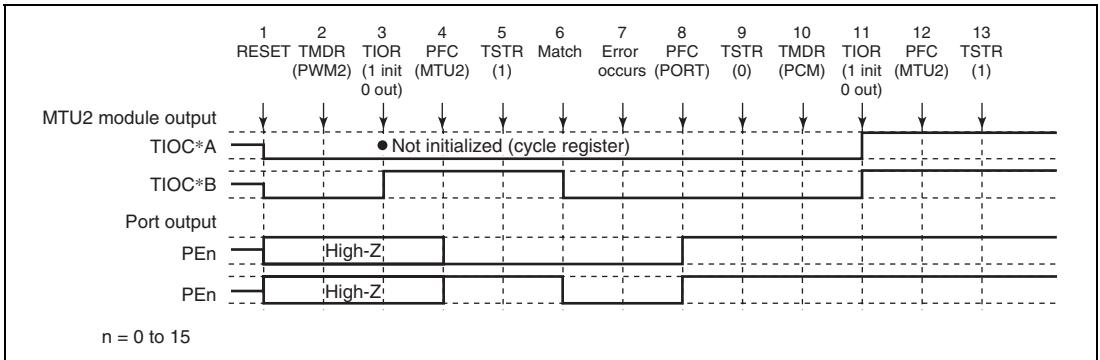 1 2 3 4 5 6 7 8 9 10 11 12 13
RESET TMDR TIOR PFC TSTR Match Error PFC TSTR TMDR TIOR PFC TSTR
(PWM2) (1 init (MTU2) (1) occurs (PORT) (0) (PCM) (1 init (MTU2) (1)
0 out) 0 out)
MTU2 module output
TIOC*A
● Not initialized (cycle register)
TIOC*B
Port output
PEn
High-Z
PEn
High-Z
n = 0 to 15